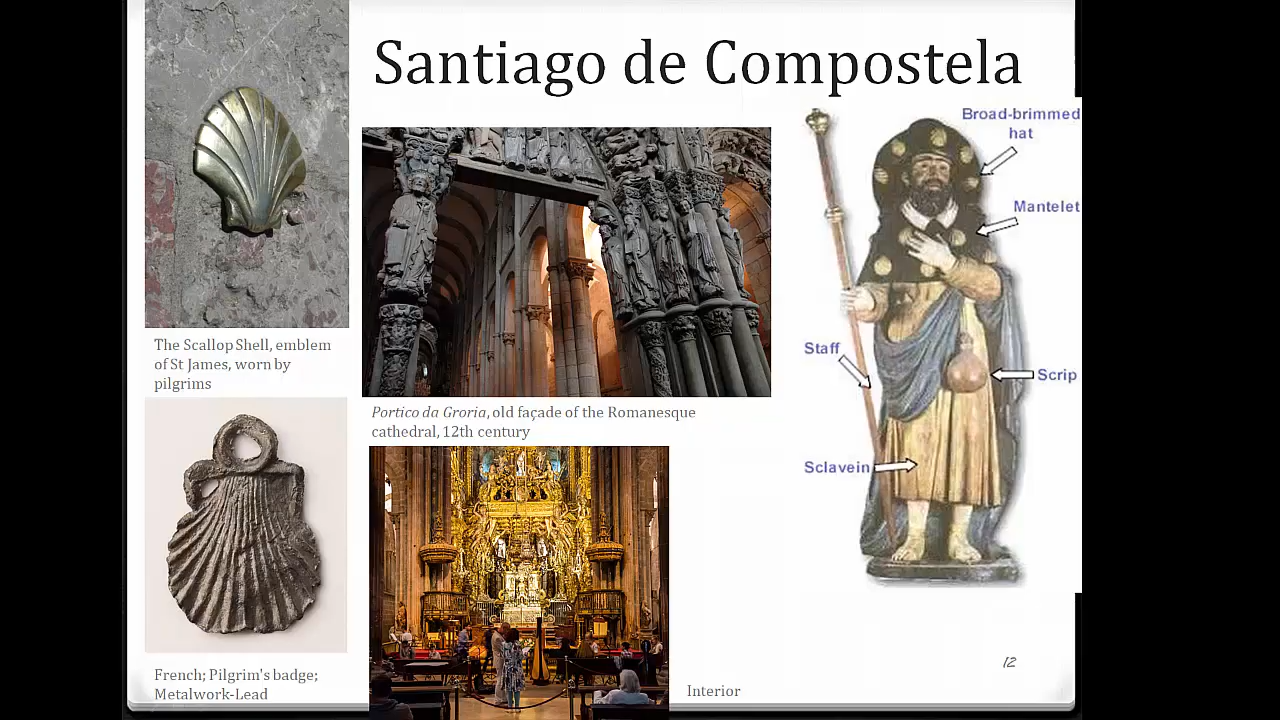 Santiago de Compostela
The Scallop Shell, emblem
of St James, worn by
pilgrims
French; Pilgrim's badge;
Metalwork-Lead
Portico da Groria, old façade of the Romanesque
cathedral, 12th century
Interior
Broad-brimmed
hat
Mantelet
Staff
Scrip
Sclavein
12